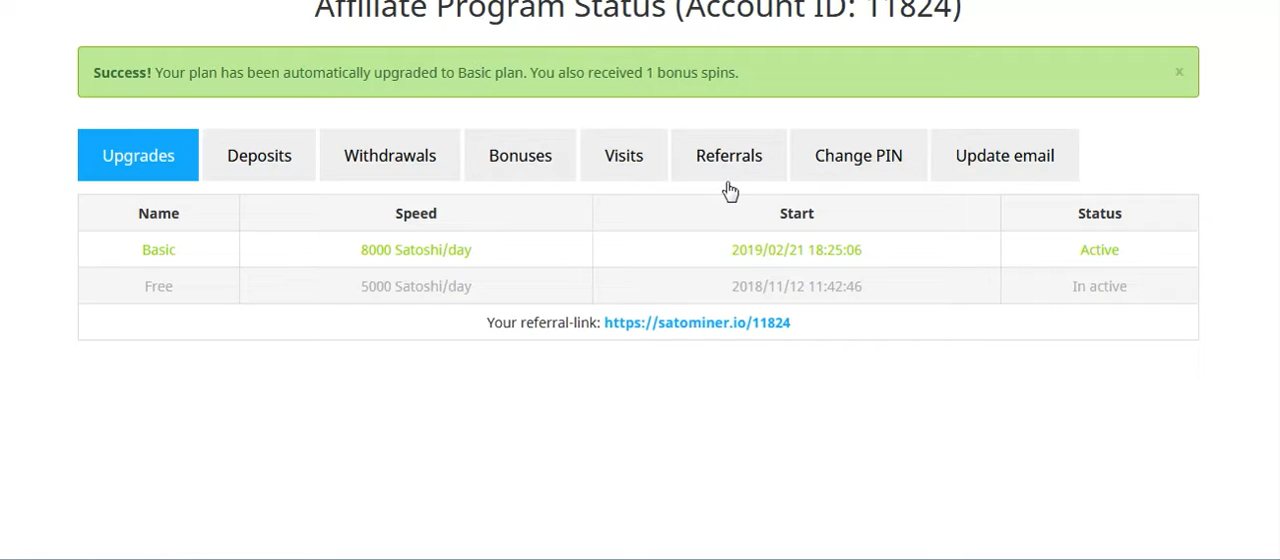 Affiliate Program Status (Account ID: 11824)
Success! Your plan has been automatically upgraded to Basic plan. You also received 1 bonus spins.
x
Upgrades Deposits Withdrawals Bonuses Visits Referrals Change PIN Update email
Name Speed Start Status
Basic 8000 Satoshi/day 2019/02/21 18:25:06 Active
Free 5000 Satoshi/day 2018/11/12 11:42:46 In active
Your referral-link: https://satominer.io/11824